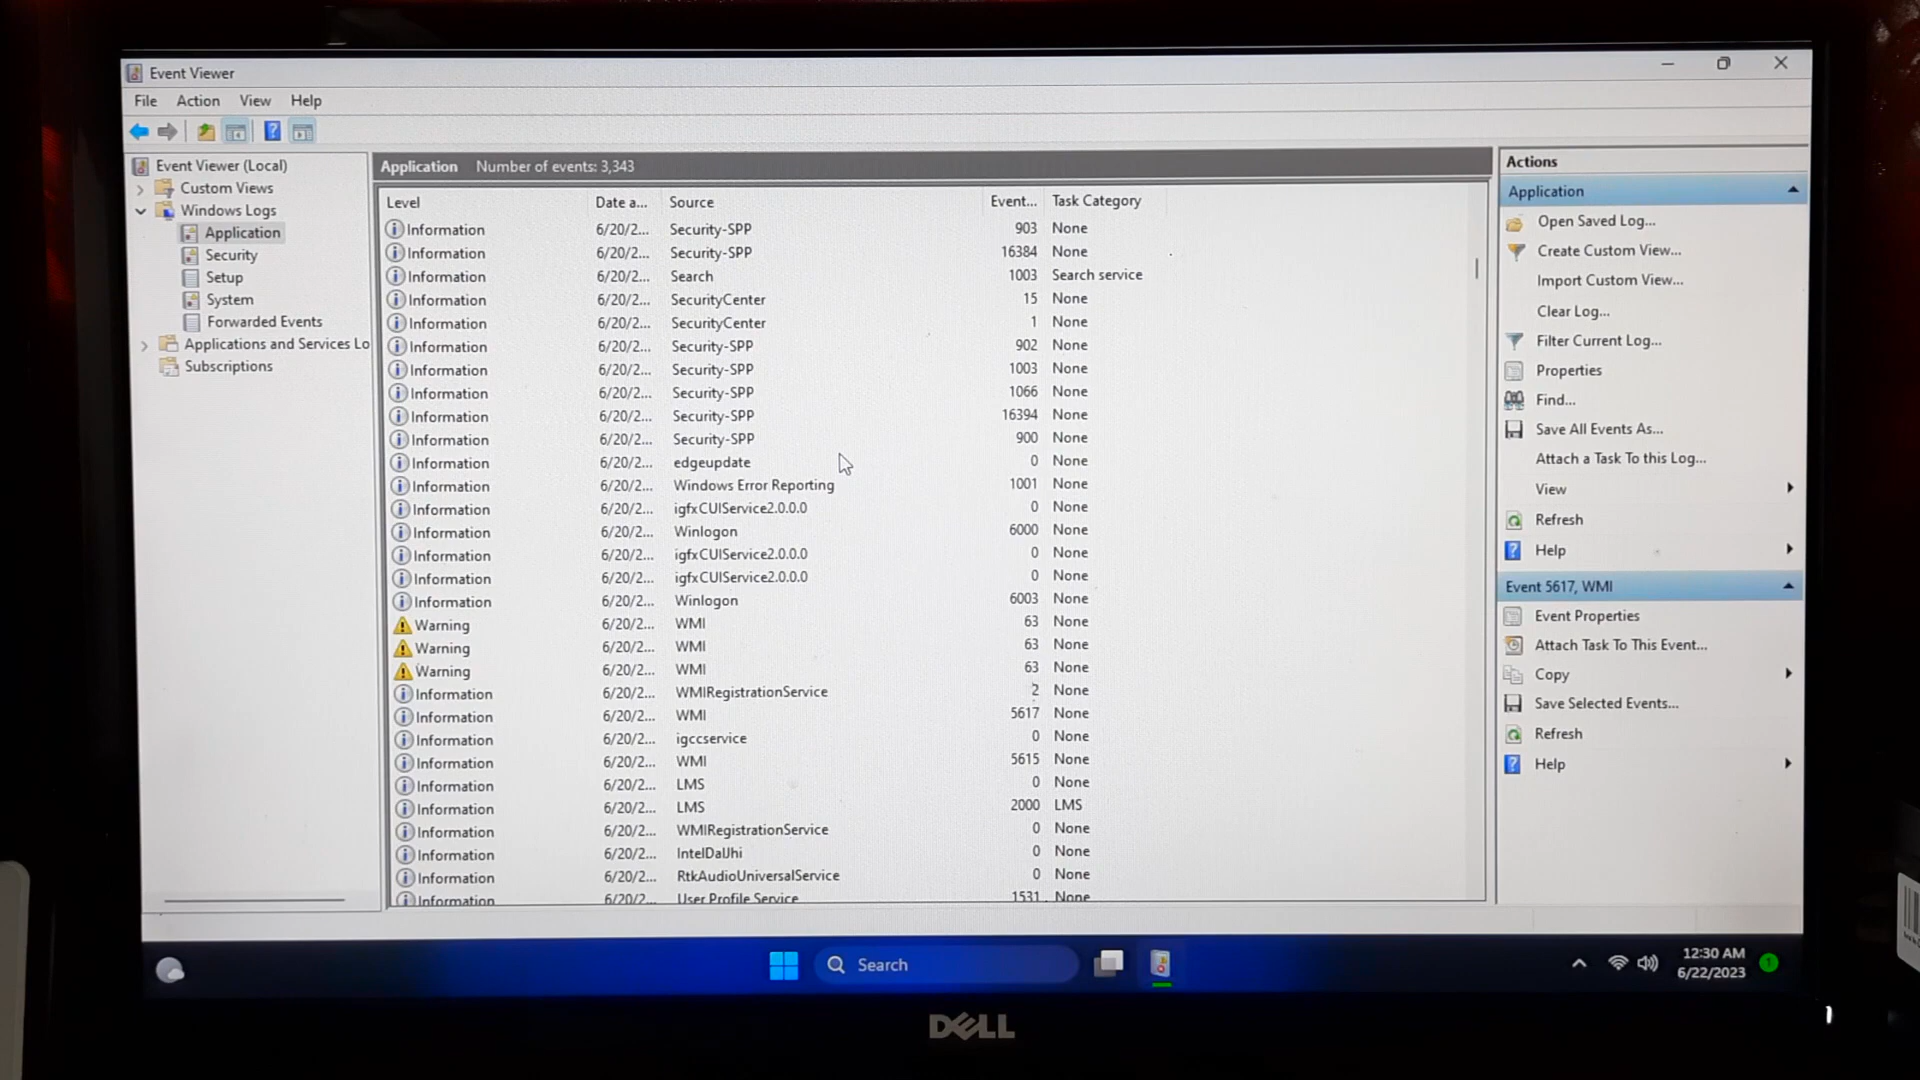 Event Viewer
File Action View Help
Event Viewer (Local)
Custom Views
Windows Logs
Application
Security
Setup
System
Forwarded Events
Applications and Services Lo
Subscriptions
Application Number of events: 3,343
Level Date a... Source Event... Task Category
Information 6/20/2... Security-SPP 903 None
Information 6/20/2... Security-SPP 16384 None
Information 6/20/2... Search 1003 Search service
Information 6/20/2... SecurityCenter 15 None
Information 6/20/2... SecurityCenter 1 None
Information 6/20/2... Security-SPP 902 None
Information 6/20/2... Security-SPP 1003 None
Information 6/20/2... Security-SPP 1066 None
Information 6/20/2... Security-SPP 16394 None
Information 6/20/2... Security-SPP 900 None
Information 6/20/2... edgeupdate 0 None
Information 6/20/2... Windows Error Reporting 1001 None
Information 6/20/2... igfxCUIService2.0.0.0 0 None
Information 6/20/2... Winlogon 6000 None
Information 6/20/2... igfxCUIService2.0.0.0 0 None
Information 6/20/2... igfxCUIService2.0.0.0 0 None
Information 6/20/2... Winlogon 6003 None
Warning 6/20/2... WMI 63 None
Warning 6/20/2... WMI 63 None
Warning 6/20/2... WMI 63 None
Information 6/20/2... WMIRegistrationService 2 None
Information 6/20/2... WMI 5617 None
Information 6/20/2... igccservice 0 None
Information 6/20/2... WMI 5615 None
Information 6/20/2... LMS 0 None
Information 6/20/2... LMS 2000 LMS
Information 6/20/2... WMIRegistrationService 0 None
Information 6/20/2... IntelDalJhi 0 None
Information 6/20/2... RtkAudioUniversalService 0 None
Information 6/20/2... User Profile Service 1531 None
Actions
Application
Open Saved Log...
Create Custom View...
Import Custom View...
Clear Log...
Filter Current Log...
Properties
Find...
Save All Events As...
Attach a Task To this Log...
View
Refresh
Help
Event 5617, WMI
Event Properties
Attach Task To This Event...
Copy
Save Selected Events...
Refresh
Help
Search
12:30 AM
6/22/2023
1
DELL